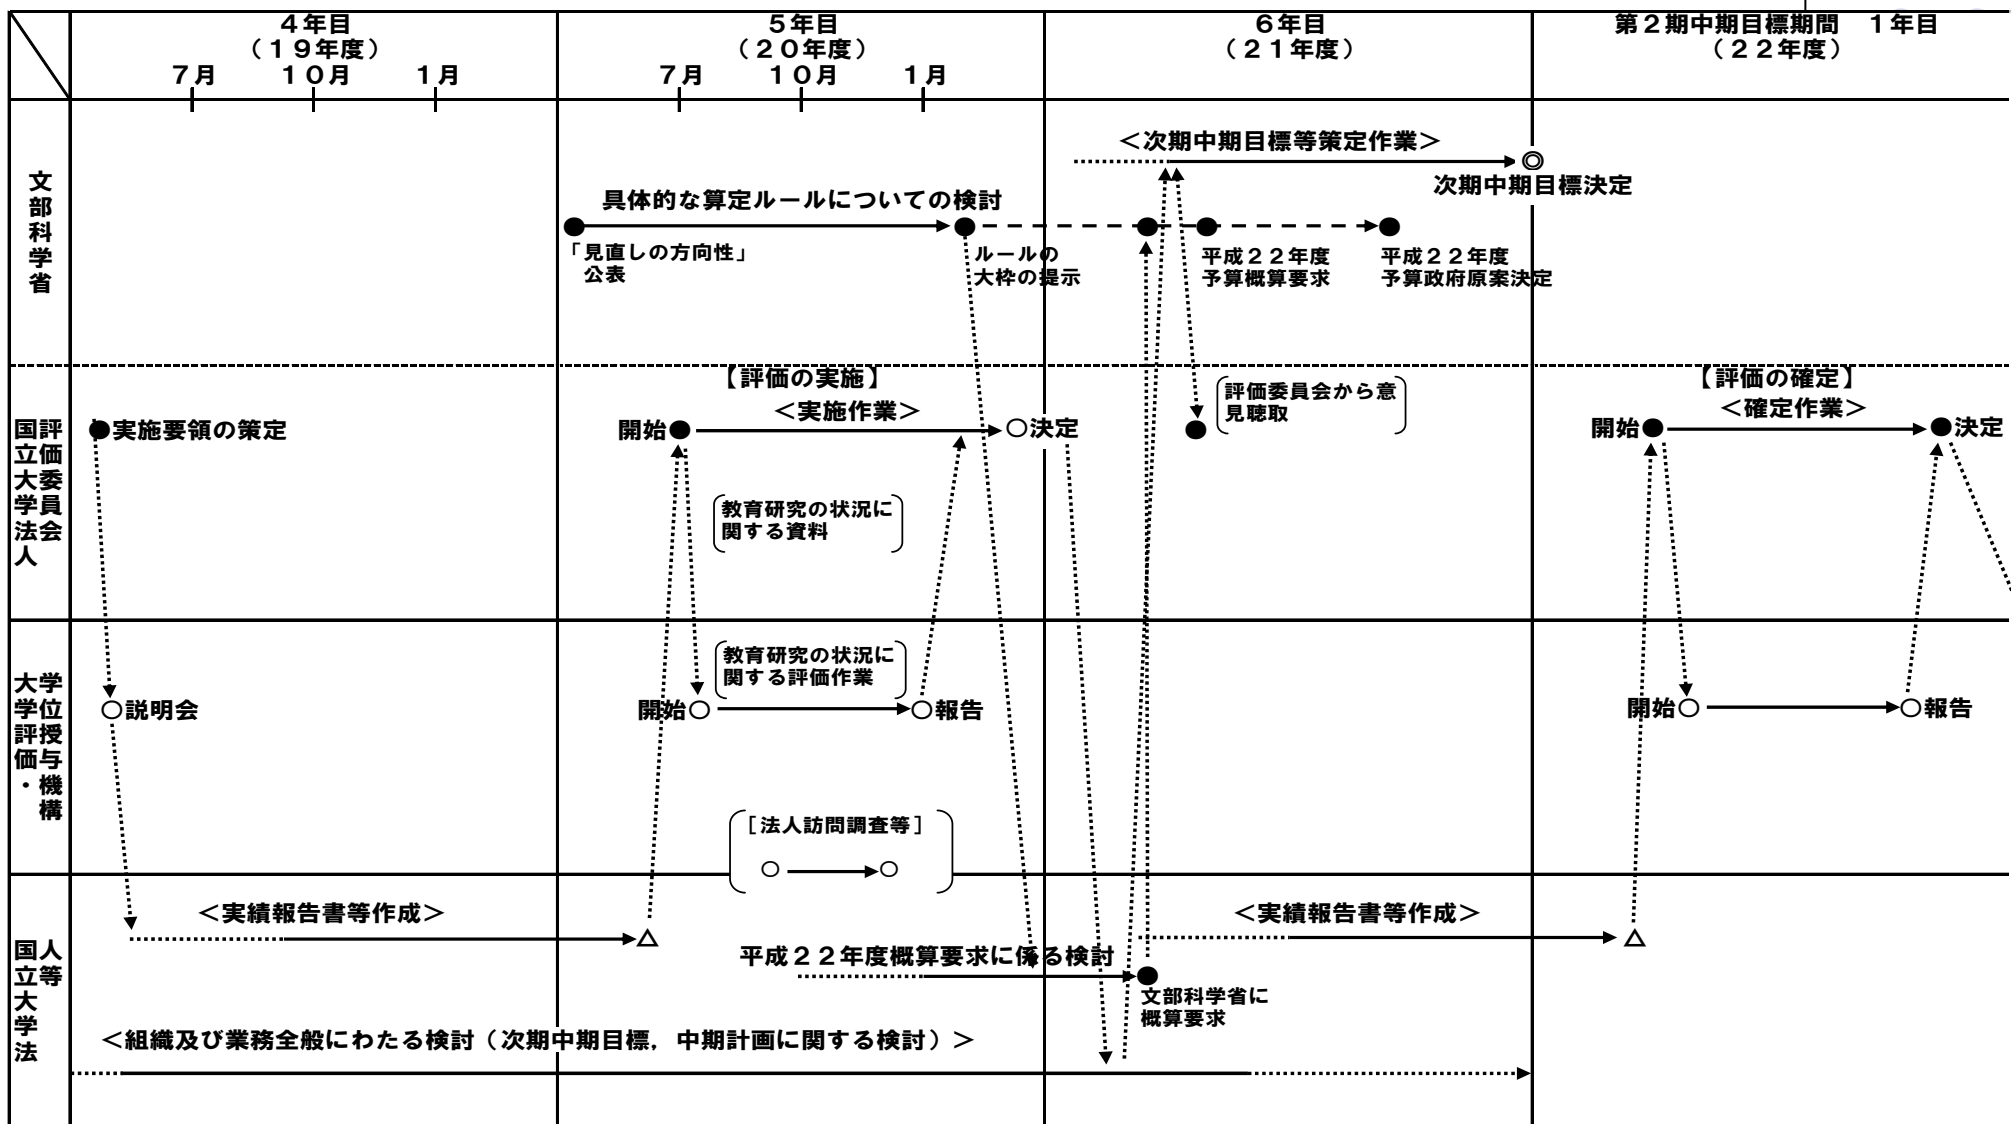 ４年目
（１９年度）
７月　１０月　１月
５年目
（２０年度）
７月　１０月　１月
６年目
（２１年度）
第２期中期目標期間　１年目
（２２年度）
文部科学省
＜次期中期目標等策定作業＞
◎
次期中期目標決定
具体的な算定ルールについての検討
「見直しの方向性」
公表
ルールの
大枠の提示
平成２２年度
予算概算要求
平成２２年度
予算政府原案決定
国立大学法人
評価委員会
●実施要領の策定
【評価の実施】
＜実施作業＞
開始●
○決定
評価委員会から意
見聴取
【評価の確定】
＜確定作業＞
開始●
●決定
教育研究の状況に
関する資料
大学評価・
学位授与機構
○説明会
教育研究の状況に
関する評価作業
開始○
○報告
開始○
○報告
［法人訪問調査等］
国立大学法
人等
＜実績報告書等作成＞
△
＜実績報告書等作成＞
△
平成２２年度概算要求に係る検討
文部科学省に
概算要求
＜組織及び業務全般にわたる検討（次期中期目標，中期計画に関する検討）＞